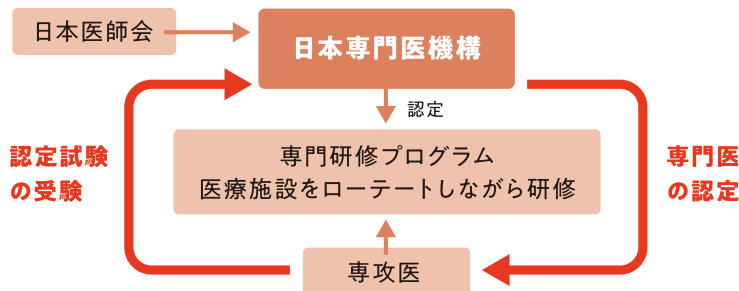 日本医師会
日本専門医機構
認定
認定試験
の受験
専門研修プログラム
医療施設をローテートしながら研修
専門医
の認定
専攻医